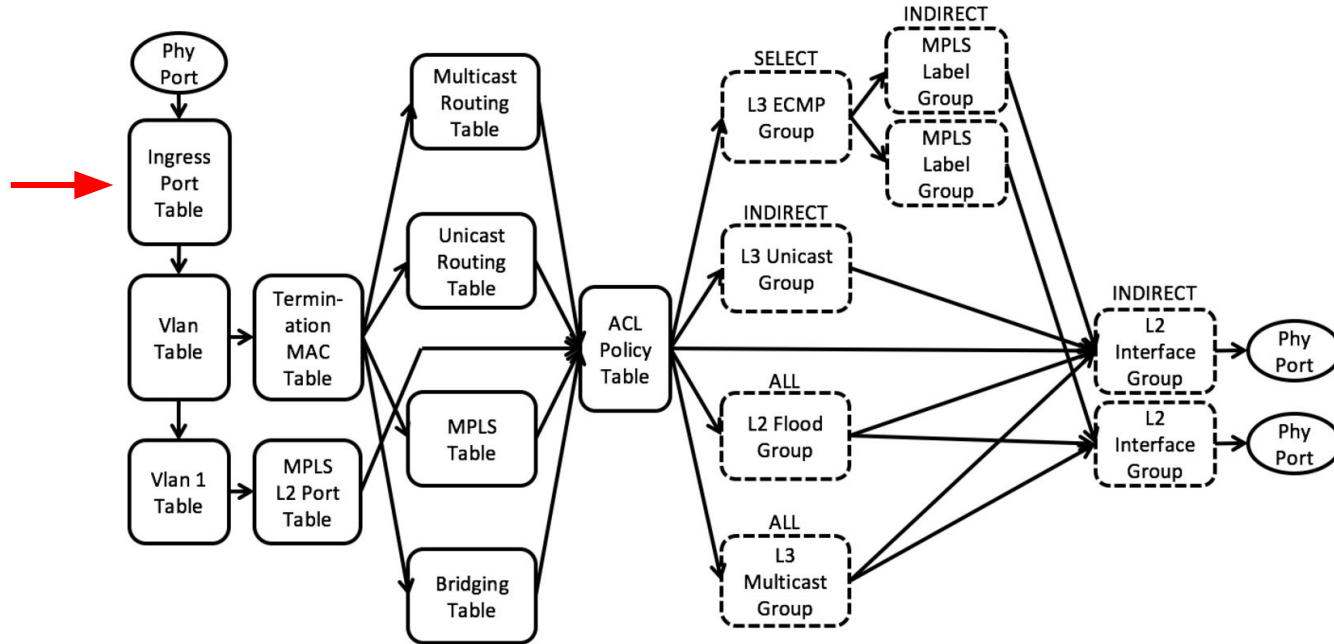 Phy
Port
Ingress
Port
Table
Vlan
Table
Vlan 1
Table
Termin-
ation
MAC
Table
MPLS
L2 Port
Table
Multicast
Routing
Table
Unicast
Routing
Table
MPLS
Table
Bridging
Table
ACL
Policy
Table
SELECT
L3 ECMP
Group
INDIRECT
MPLS
Label
Group
MPLS
Label
Group
INDIRECT
L3 Unicast
Group
ALL
L2 Flood
Group
ALL
L3
Multicast
Group
INDIRECT
L2
Interface
Group
L2
Interface
Group
Phy
Port
Phy
Port